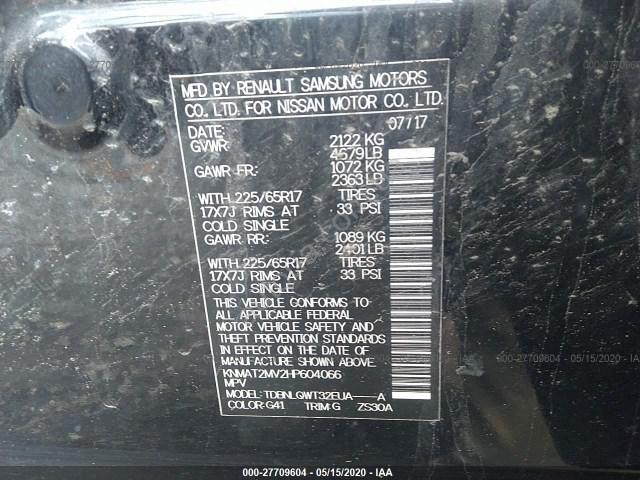 000-27709604 - 05/15/2020 - IAA
MFD BY RENAULT SAMSUNG MOTORS
CO., LTD. FOR NISSAN MOTOR CO., LTD.
DATE: 07/17
GVWR: 2122 KG
4679LB
GAWR FR: 1072 KG
2363LB
WITH 225/65R17 TIRES
17X7J RIMS AT 33 PSI
COLD SINGLE
GAWR RR: 1089 KG
2401LB
WITH 225/65R17 TIRES
17X7J RIMS AT 33 PSI
COLD SINGLE
THIS VEHICLE CONFORMS TO
ALL APPLICABLE FEDERAL
MOTOR VEHICLE SAFETY AND
THEFT PREVENTION STANDARDS
IN EFFECT ON THE DATE OF
MANUFACTURE SHOWN ABOVE.
KNMAT2MV2HP604066
MPV
MODEL: TDBNLGWT32EUA——A
COLOR: G41 TRIM: G ZS30A
000-27709604 - 05/15/2020 - IAA